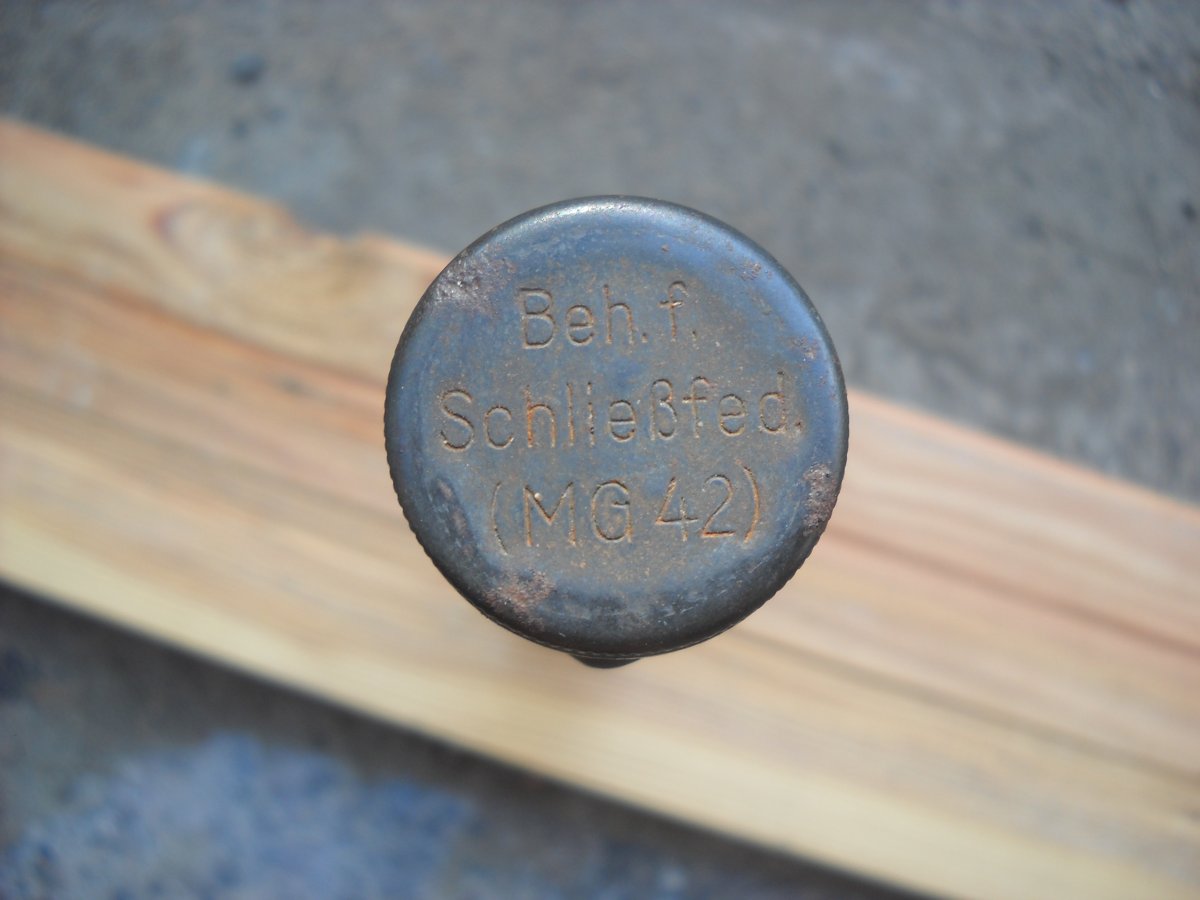 Beh. f.
Schließfed.
(MG 42)